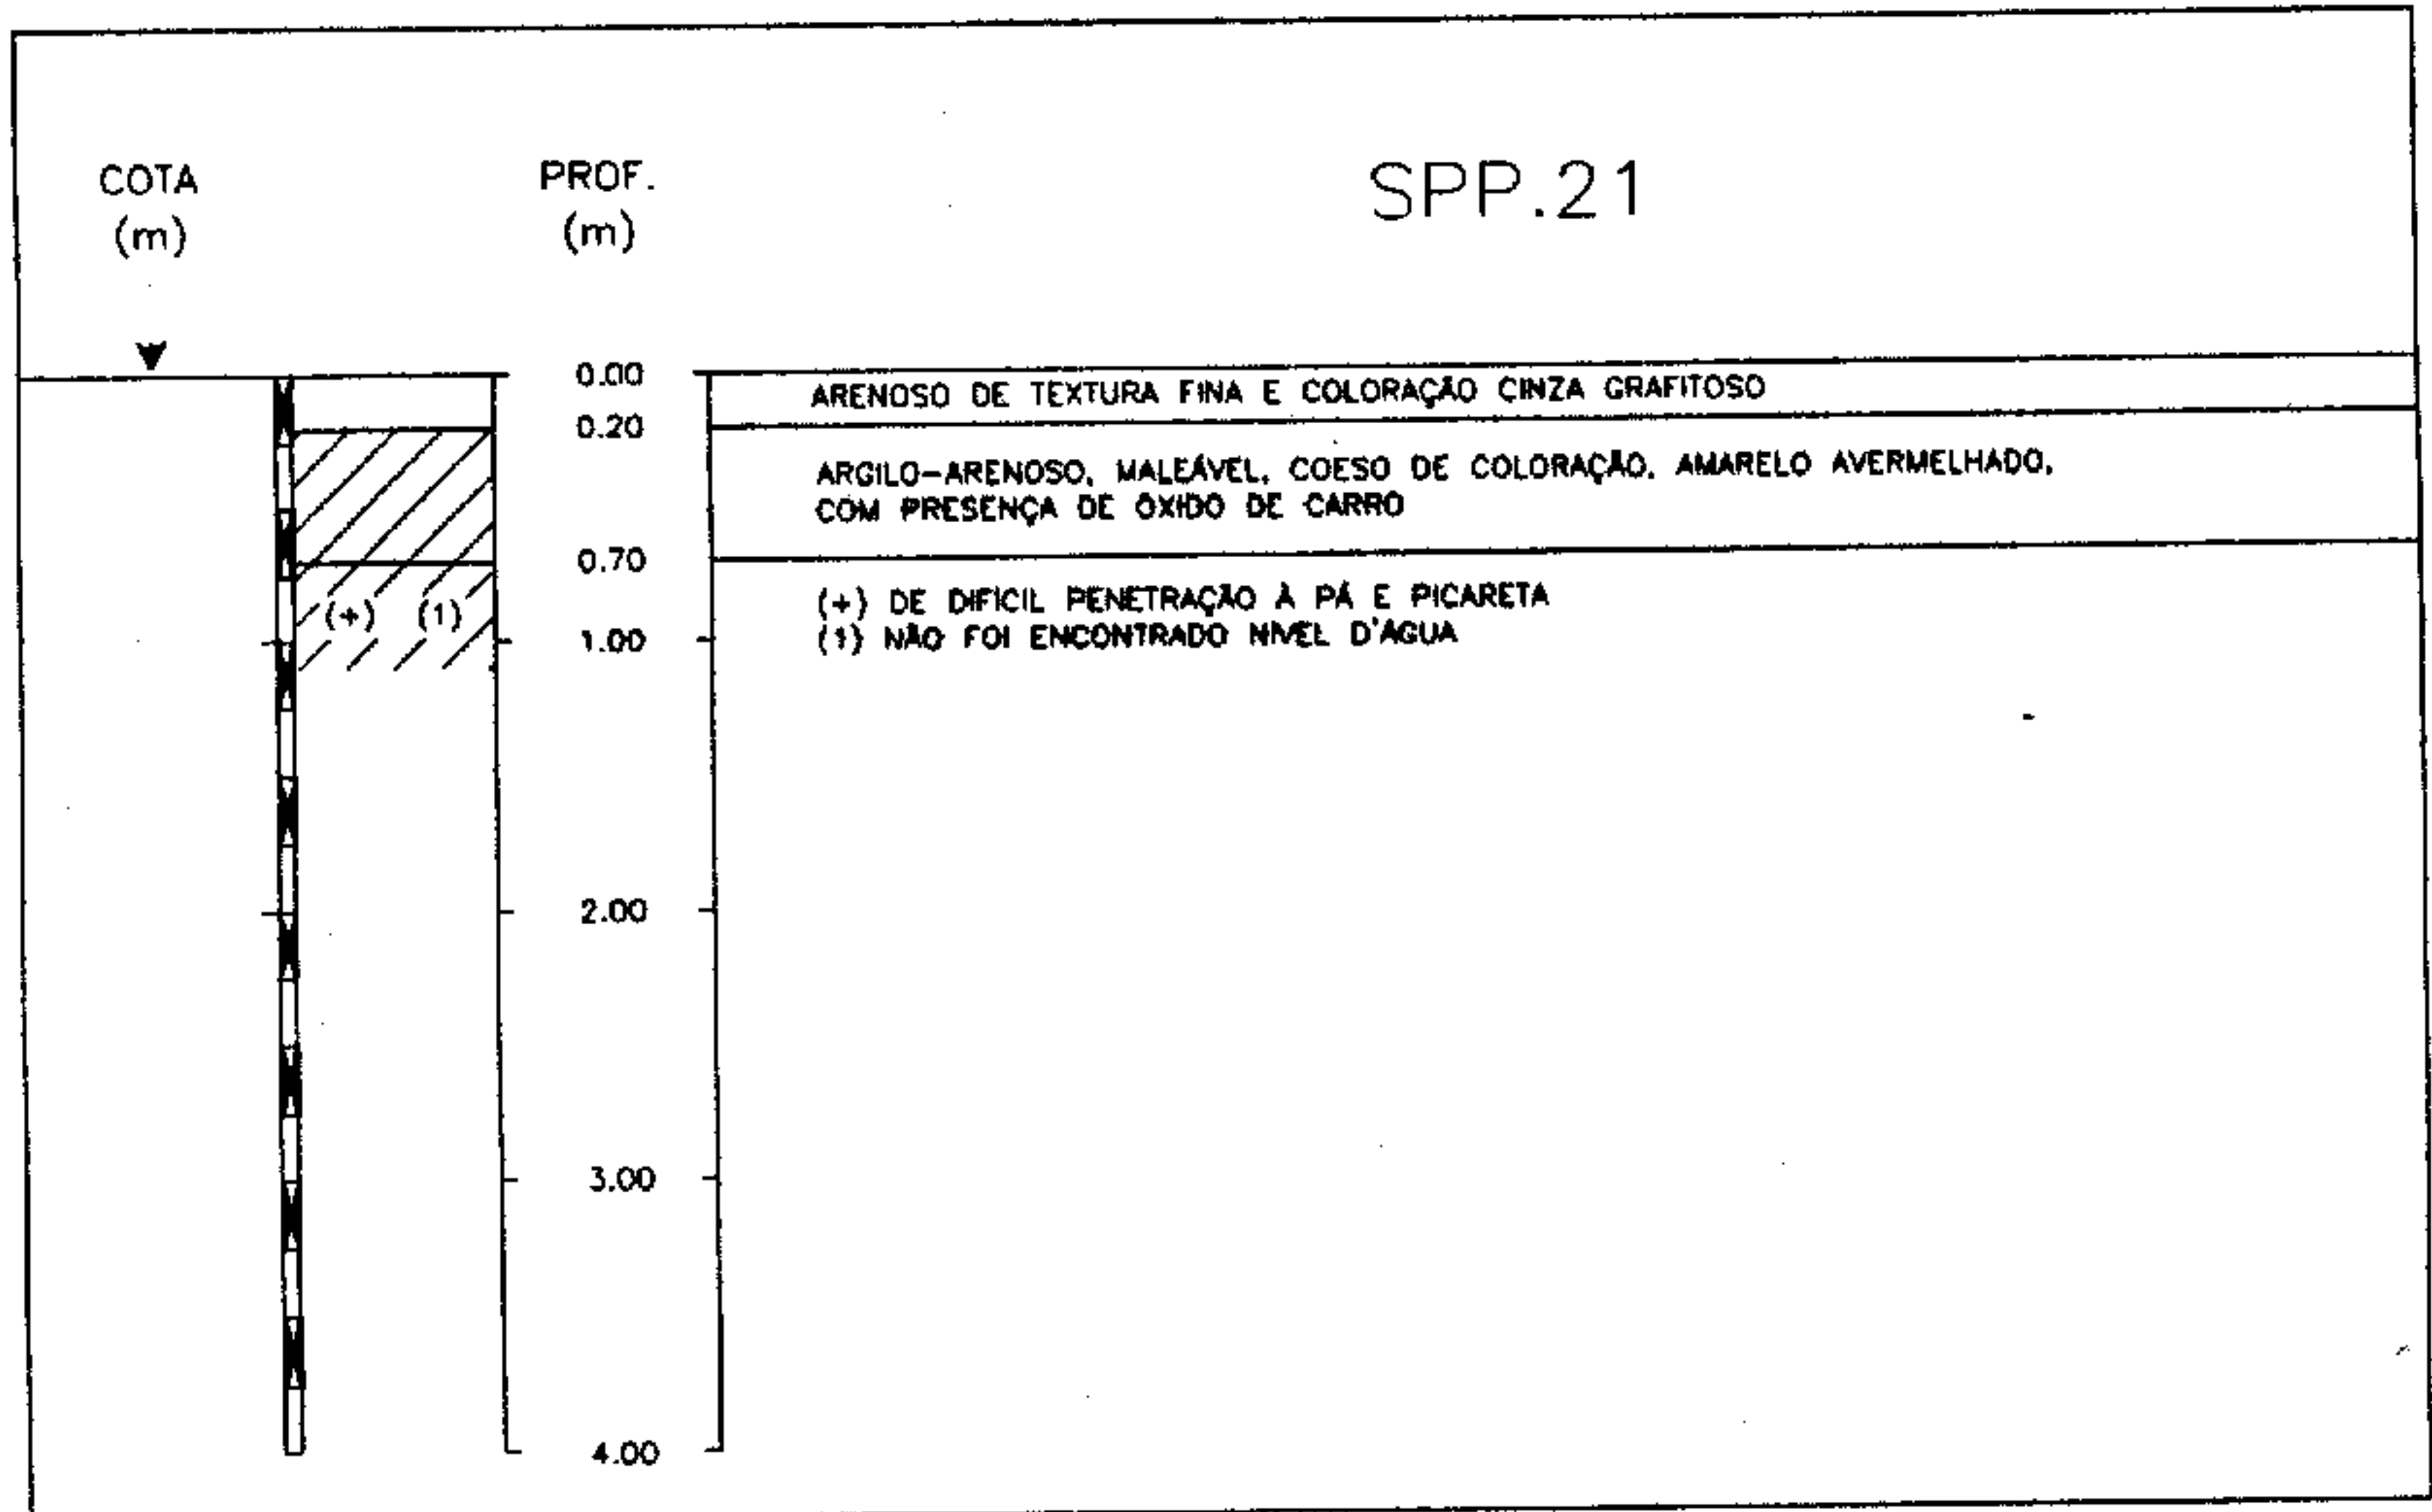 COTA
(m)
PROF.
(m)
SPP.21
0.00
ARENOSO DE TEXTURA FINA E COLORAÇÃO CINZA GRAFITOSO
0.20
ARGILO-ARENOSO, MALEÁVEL, COESO DE COLORAÇÃO, AMARELO AVERMELHADO,
COM PRESENÇA DE ÓXIDO DE CARRO
0.70
(+) (1)
(+) DE DIFICIL PENETRAÇÃO À PÁ E PICARETA
1.00
(1) NÃO FOI ENCONTRADO NIVEL D'ÁGUA
2.00
3.00
4.00